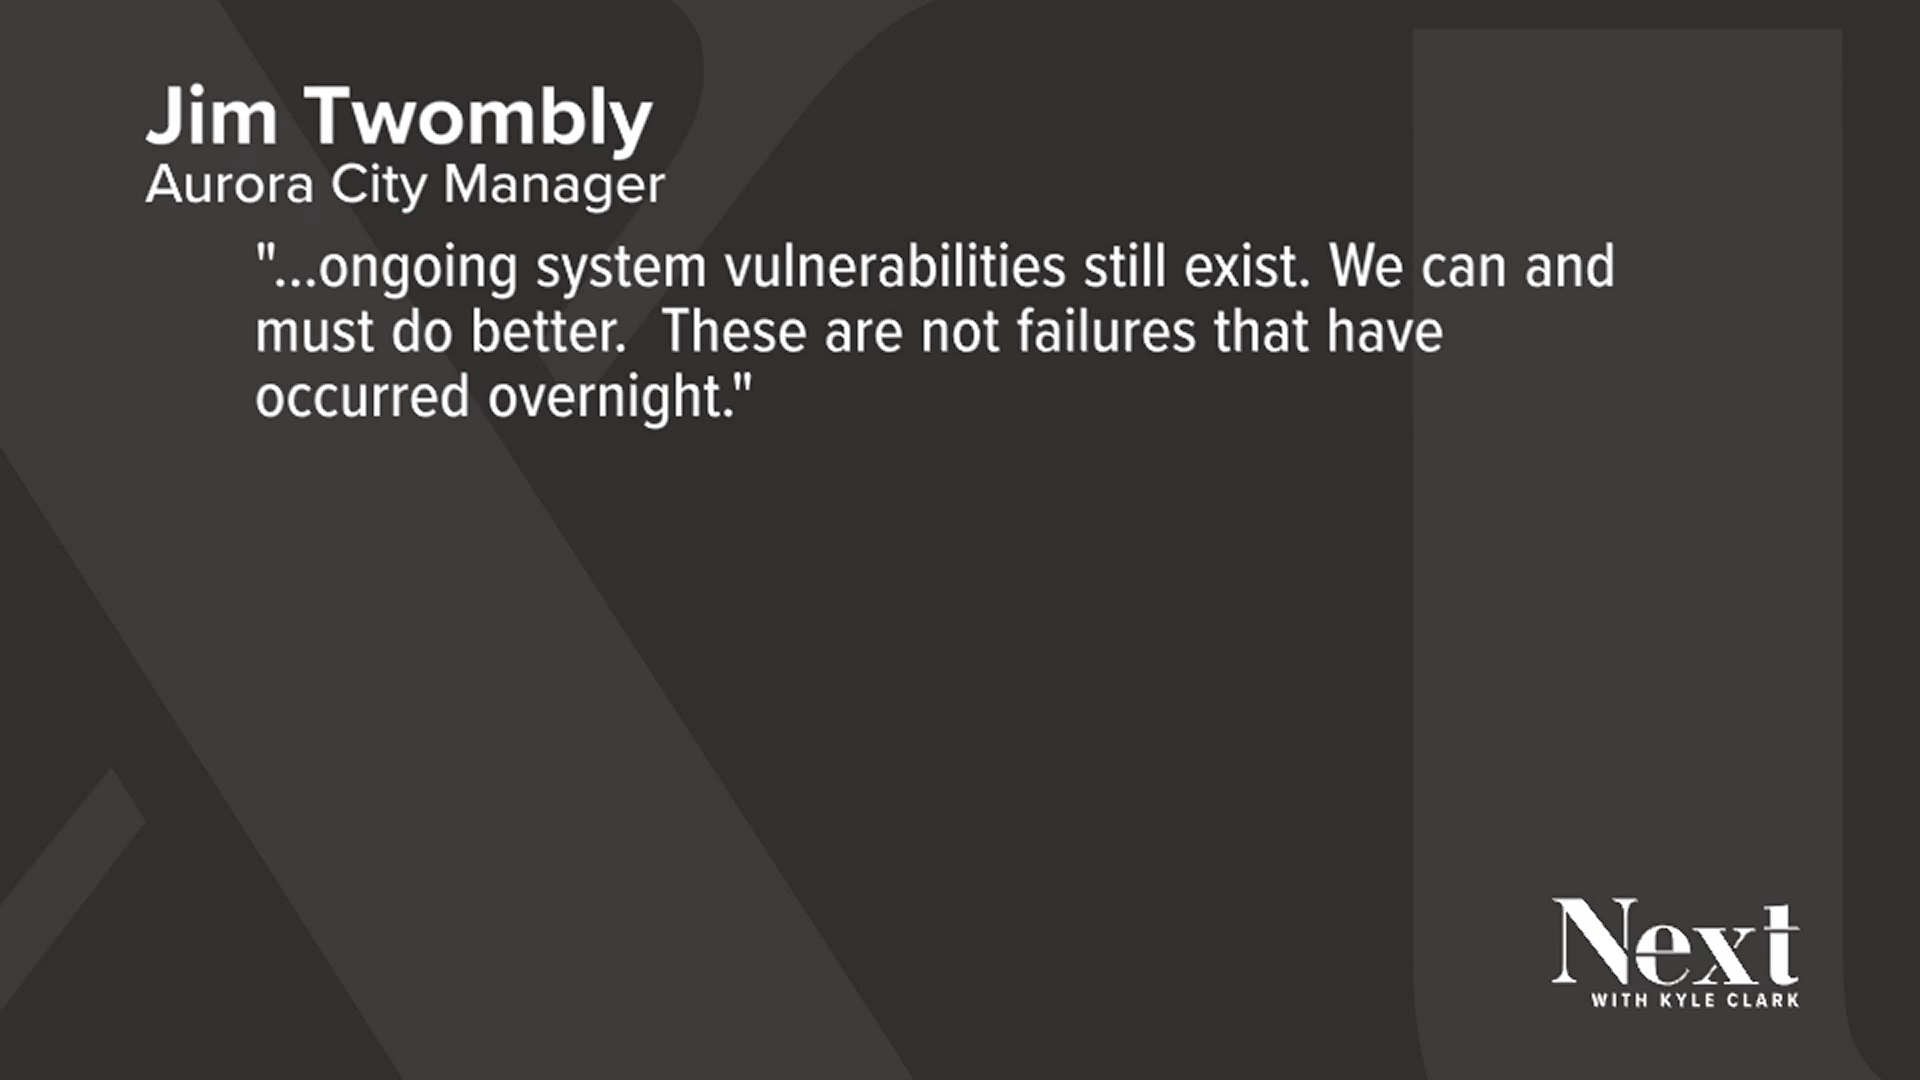 Jim Twombly
Aurora City Manager
"...ongoing system vulnerabilities still exist. We can and
must do better.  These are not failures that have
occurred overnight."
Next
WITH KYLE CLARK